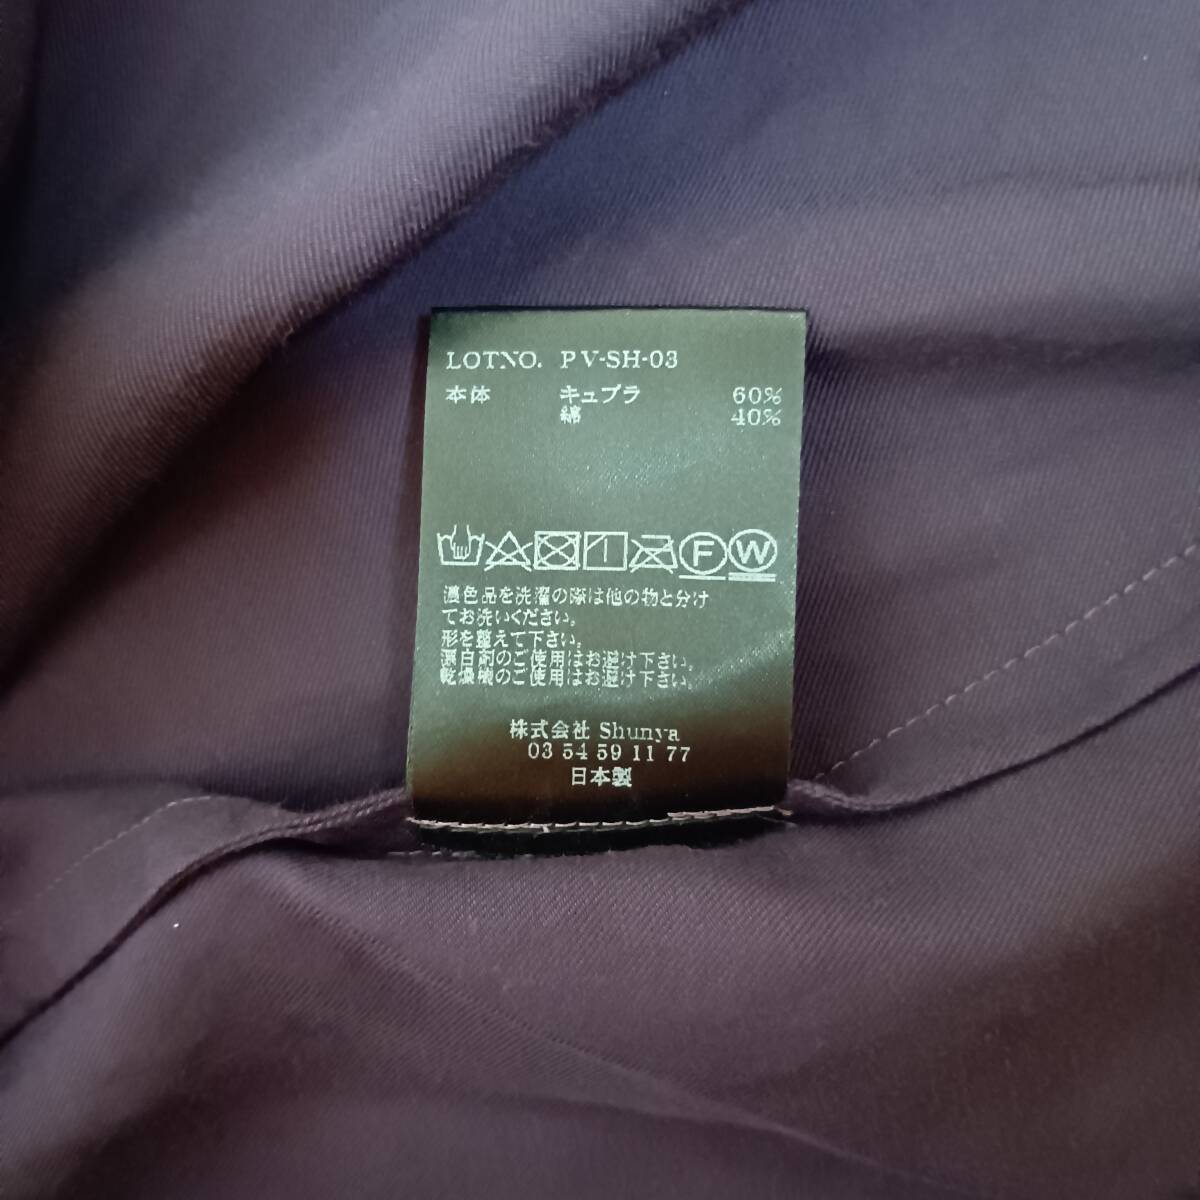 LOTNO. PV-SH-03
本体 キュプラ 60%
綿 40%
F W
濃色品を洗濯の際は他の物と分け
てお洗いください。
形を整えて下さい。
漂白剤のご使用はお避け下さい。
乾燥機のご使用はお避け下さい。
株式会社 Shunya
03 54 59 11 77
日本製